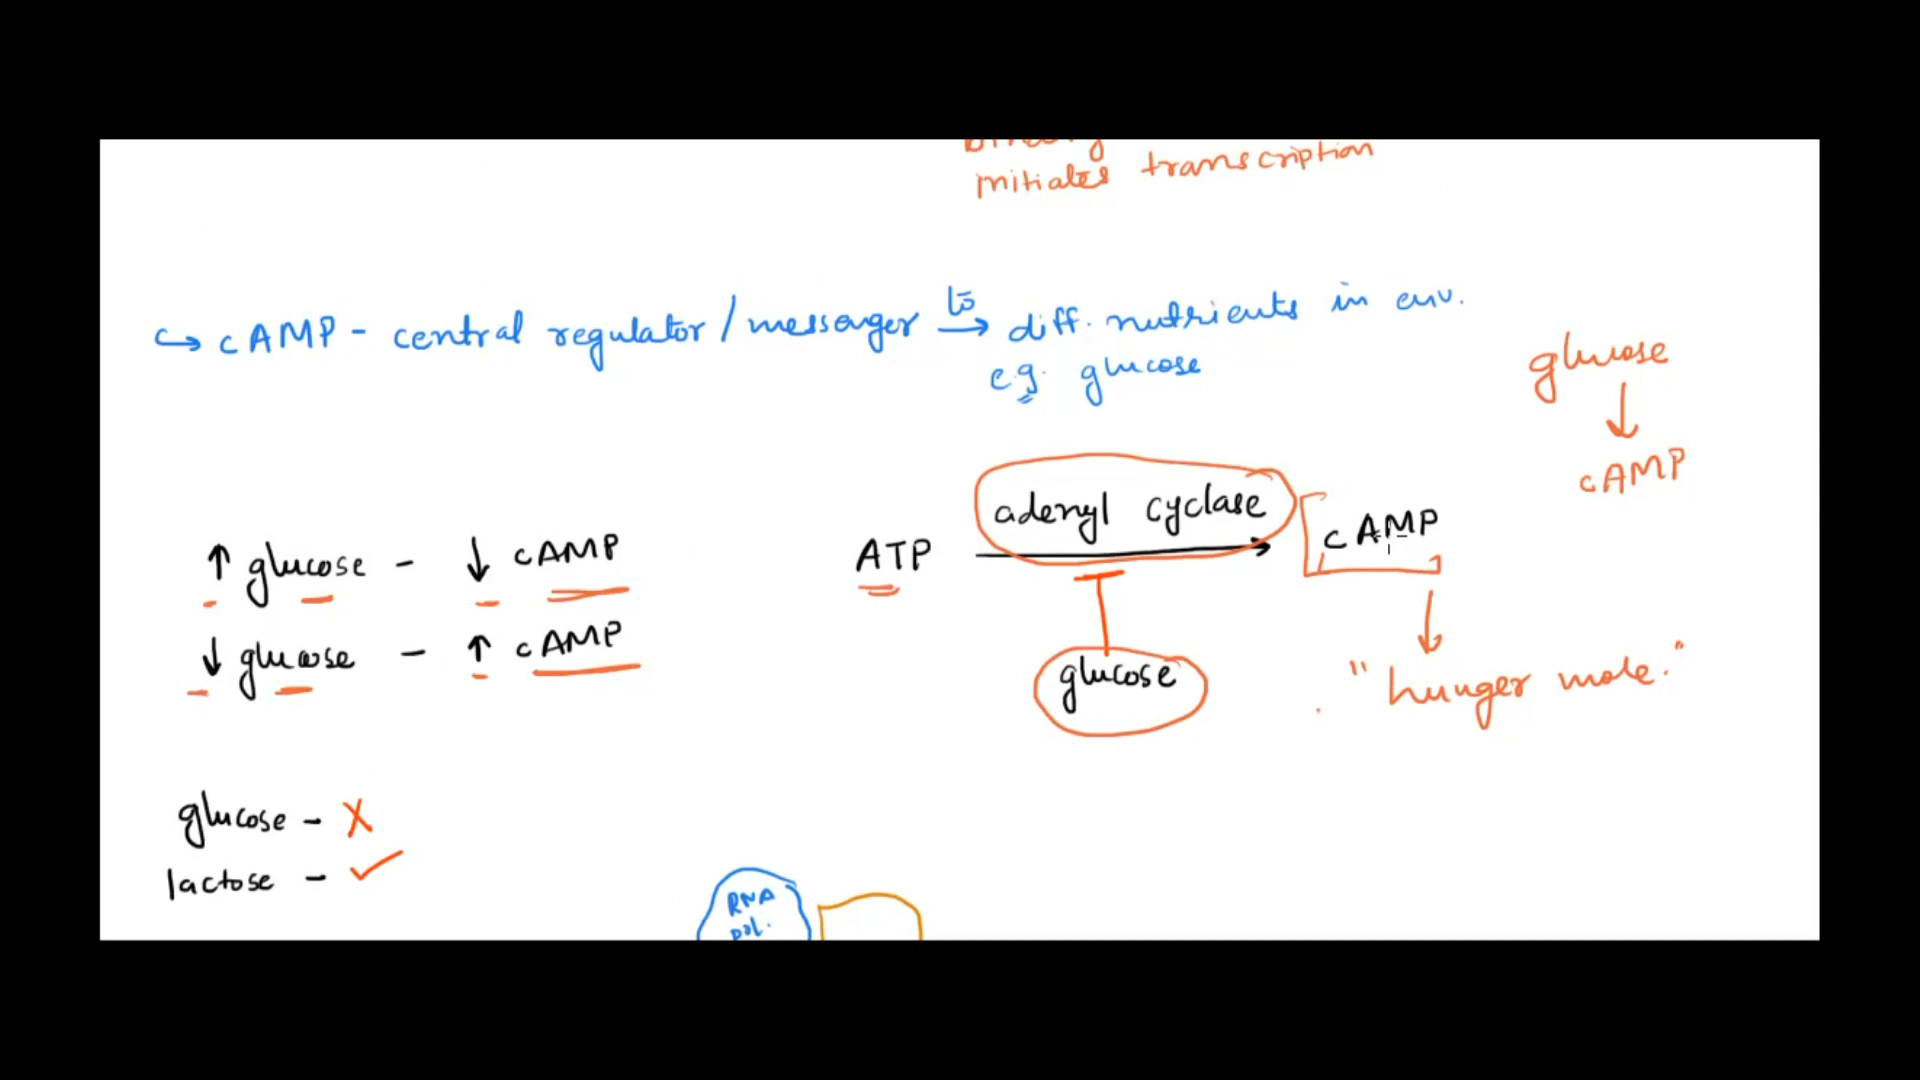 initiates transcription
↪ cAMP - central regulator / messenger to → diff. nutrients in env.
e.g. glucose
glucose
↓
cAMP
adenyl cyclase
ATP → cAMP
↑ glucose - ↓ cAMP
↓ glucose - ↑ cAMP
glucose
"hunger mole."
glucose - X
lactose - ✓
RNA
pol.